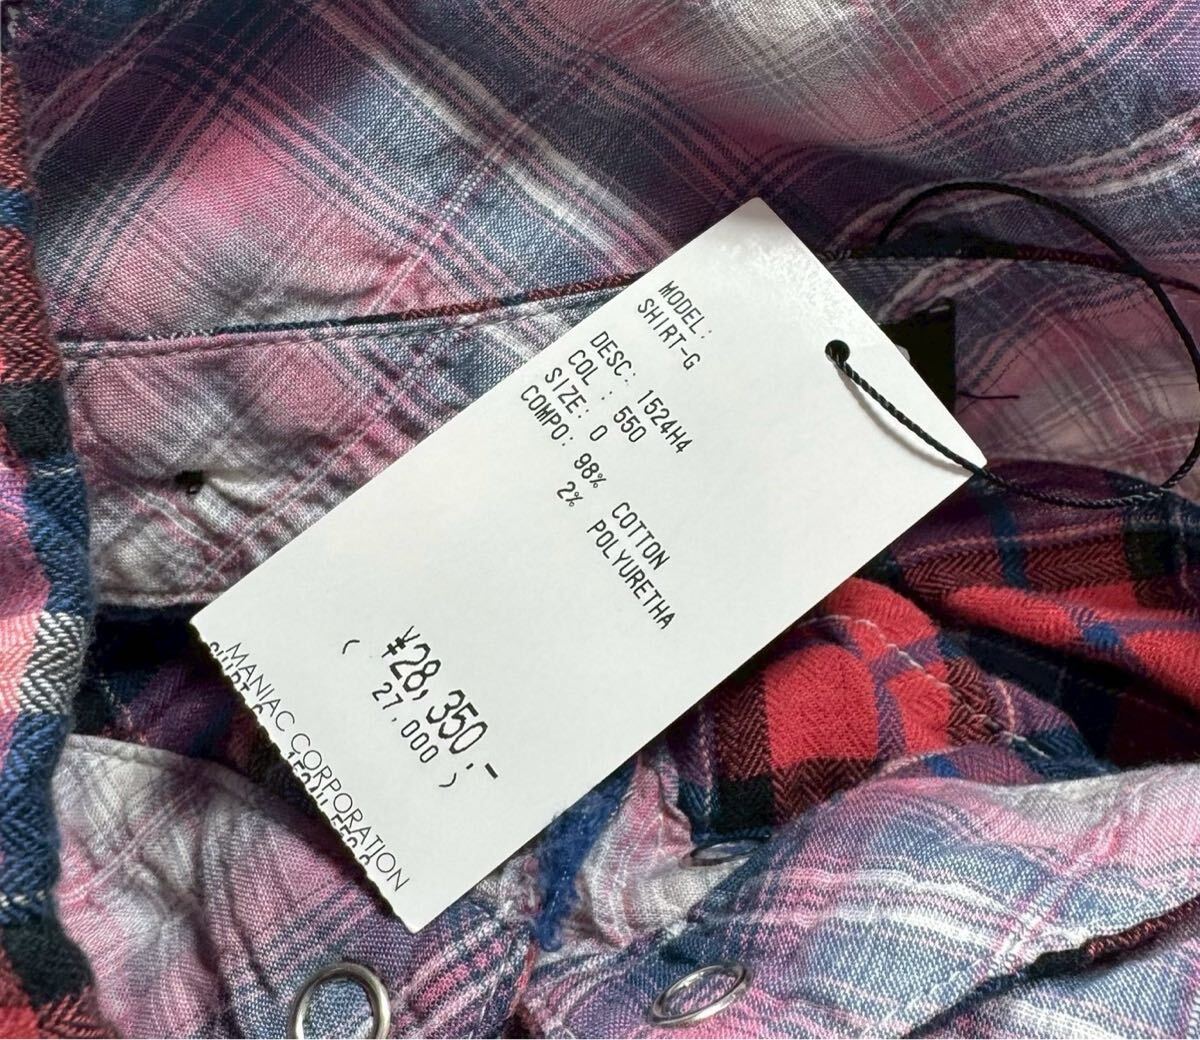 MODEL:
SHIRT-G
DESC: 1524H4
COL : 550
SIZE: 0
COMPO: 98% COTTON
2% POLYURETHA
¥28,350.-
( 27,000 )
MANIAC CORPORATION